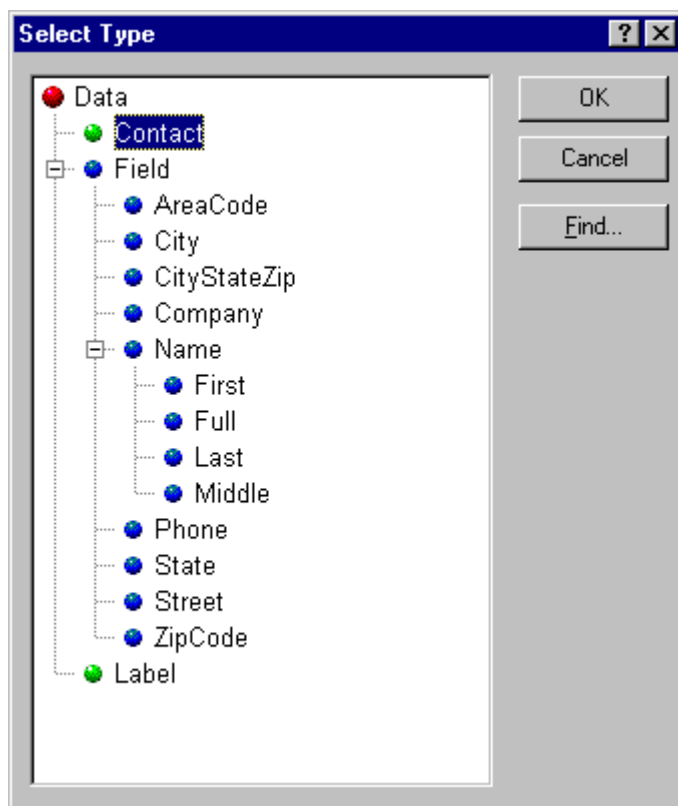 Select Type
Data
OK
Contact
Cancel
Field
AreaCode
Find...
City
CityStateZip
Company
Name
First
Full
Last
Middle
Phone
State
Street
ZipCode
Label